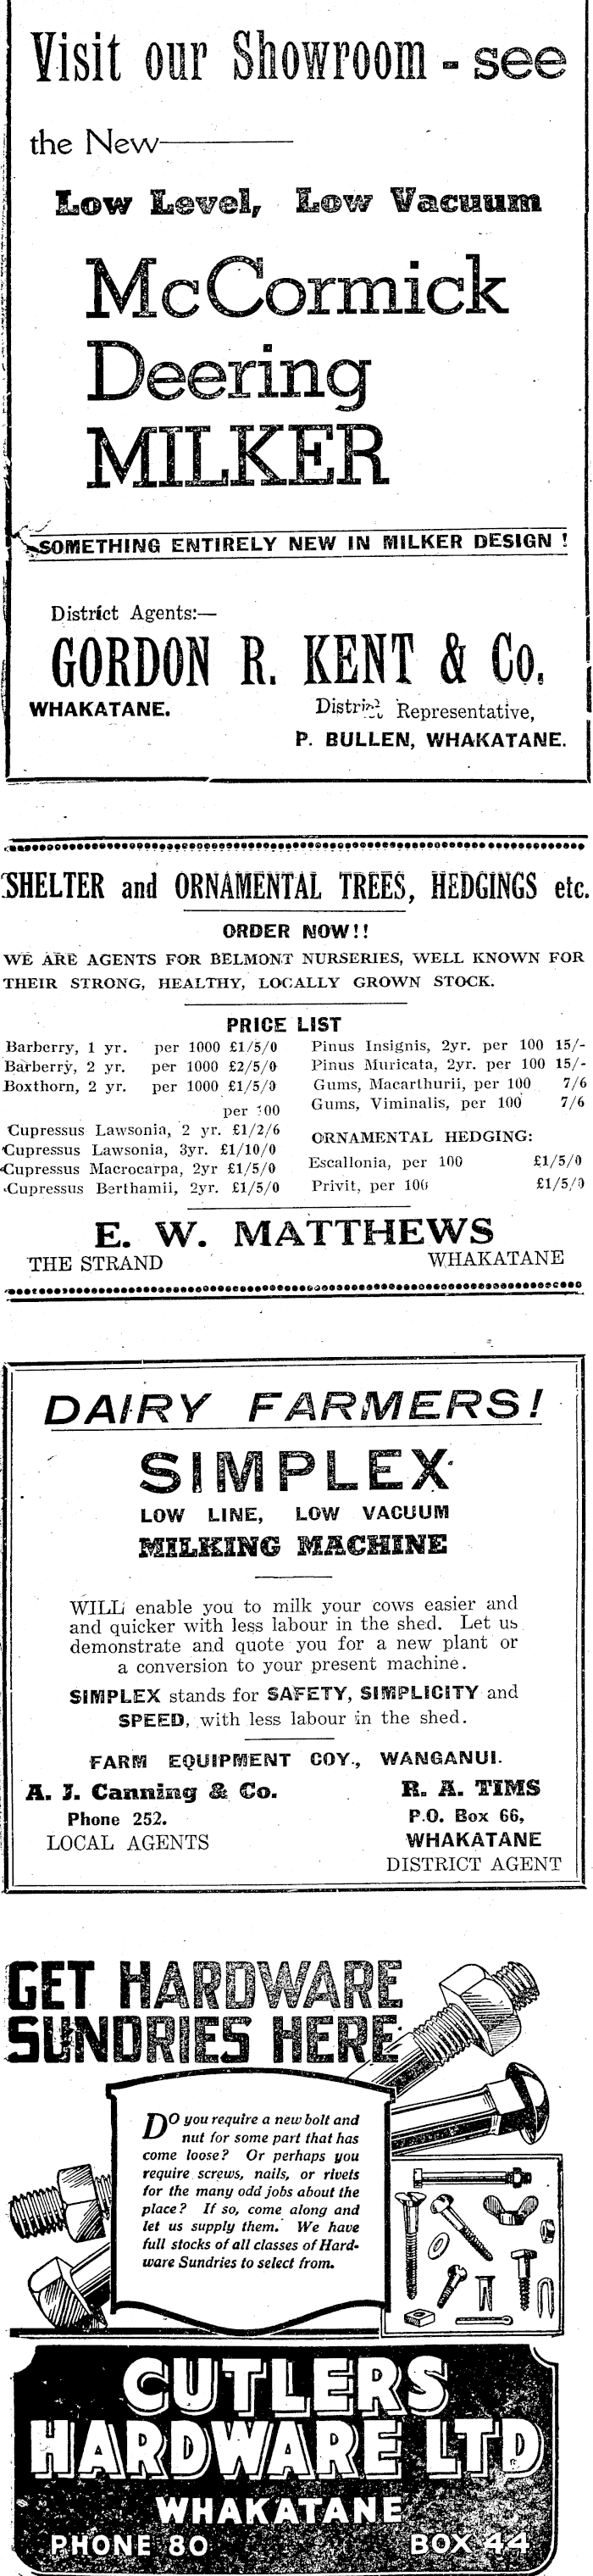 Visit our Showroom - see
the New
Low Level, Low Vacuum
McCormick
Deering
MILKER
SOMETHING ENTIRELY NEW IN MILKER DESIGN !
District Agents:—
GORDON R. KENT & Co.
WHAKATANE.
District Representative,
P. BULLEN, WHAKATANE.
SHELTER and ORNAMENTAL TREES, HEDGINGS etc.
ORDER NOW!!
WE ARE AGENTS FOR BELMONT NURSERIES, WELL KNOWN FOR
THEIR STRONG, HEALTHY, LOCALLY GROWN STOCK.
PRICE LIST
Barberry, 1 yr. per 1000 £1/5/0
Barberry, 2 yr. per 1000 £2/5/0
Boxthorn, 2 yr. per 1000 £1/5/0
per 100
Cupressus Lawsonia, 2 yr. £1/2/6
Cupressus Lawsonia, 3yr. £1/10/0
Cupressus Macrocarpa, 2yr £1/5/0
Cupressus Berthamii, 2yr. £1/5/0
Pinus Insignis, 2yr. per 100 15/-
Pinus Muricata, 2yr. per 100 15/-
Gums, Macarthurii, per 100 7/6
Gums, Viminalis, per 100 7/6
ORNAMENTAL HEDGING:
Escallonia, per 100 £1/5/0
Privit, per 100 £1/5/0
E. W. MATTHEWS
THE STRAND WHAKATANE
DAIRY FARMERS!
SIMPLEX
LOW LINE, LOW VACUUM
MILKING MACHINE
WILL enable you to milk your cows easier and
and quicker with less labour in the shed. Let us
demonstrate and quote you for a new plant or
a conversion to your present machine.
SIMPLEX stands for SAFETY, SIMPLICITY and
SPEED, with less labour in the shed.
FARM EQUIPMENT COY., WANGANUI.
A. J. Canning & Co.
Phone 252.
LOCAL AGENTS
R. A. TIMS
P.O. Box 66,
WHAKATANE
DISTRICT AGENT
GET HARDWARE
SUNDRIES HERE
DO you require a new bolt and
nut for some part that has
come loose? Or perhaps you
require screws, nails, or rivets
for the many odd jobs about the
place? If so, come along and
let us supply them. We have
full stocks of all classes of Hard-
ware Sundries to select from.
CUTLERS
HARDWARE LTD
WHAKATANE
PHONE 80 BOX 44